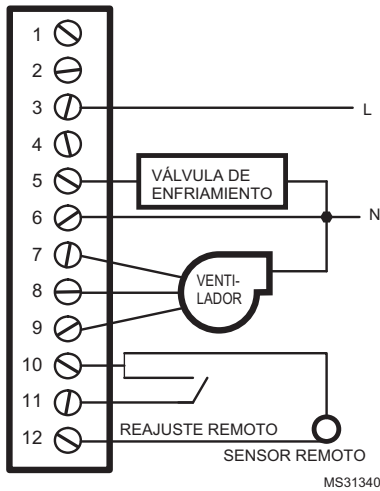 1
2
3
L
4
5
VÁLVULA DE
ENFRIAMIENTO
6
N
7
8
VENTI-
LADOR
9
10
11
12
REAJUSTE REMOTO
SENSOR REMOTO
MS31340